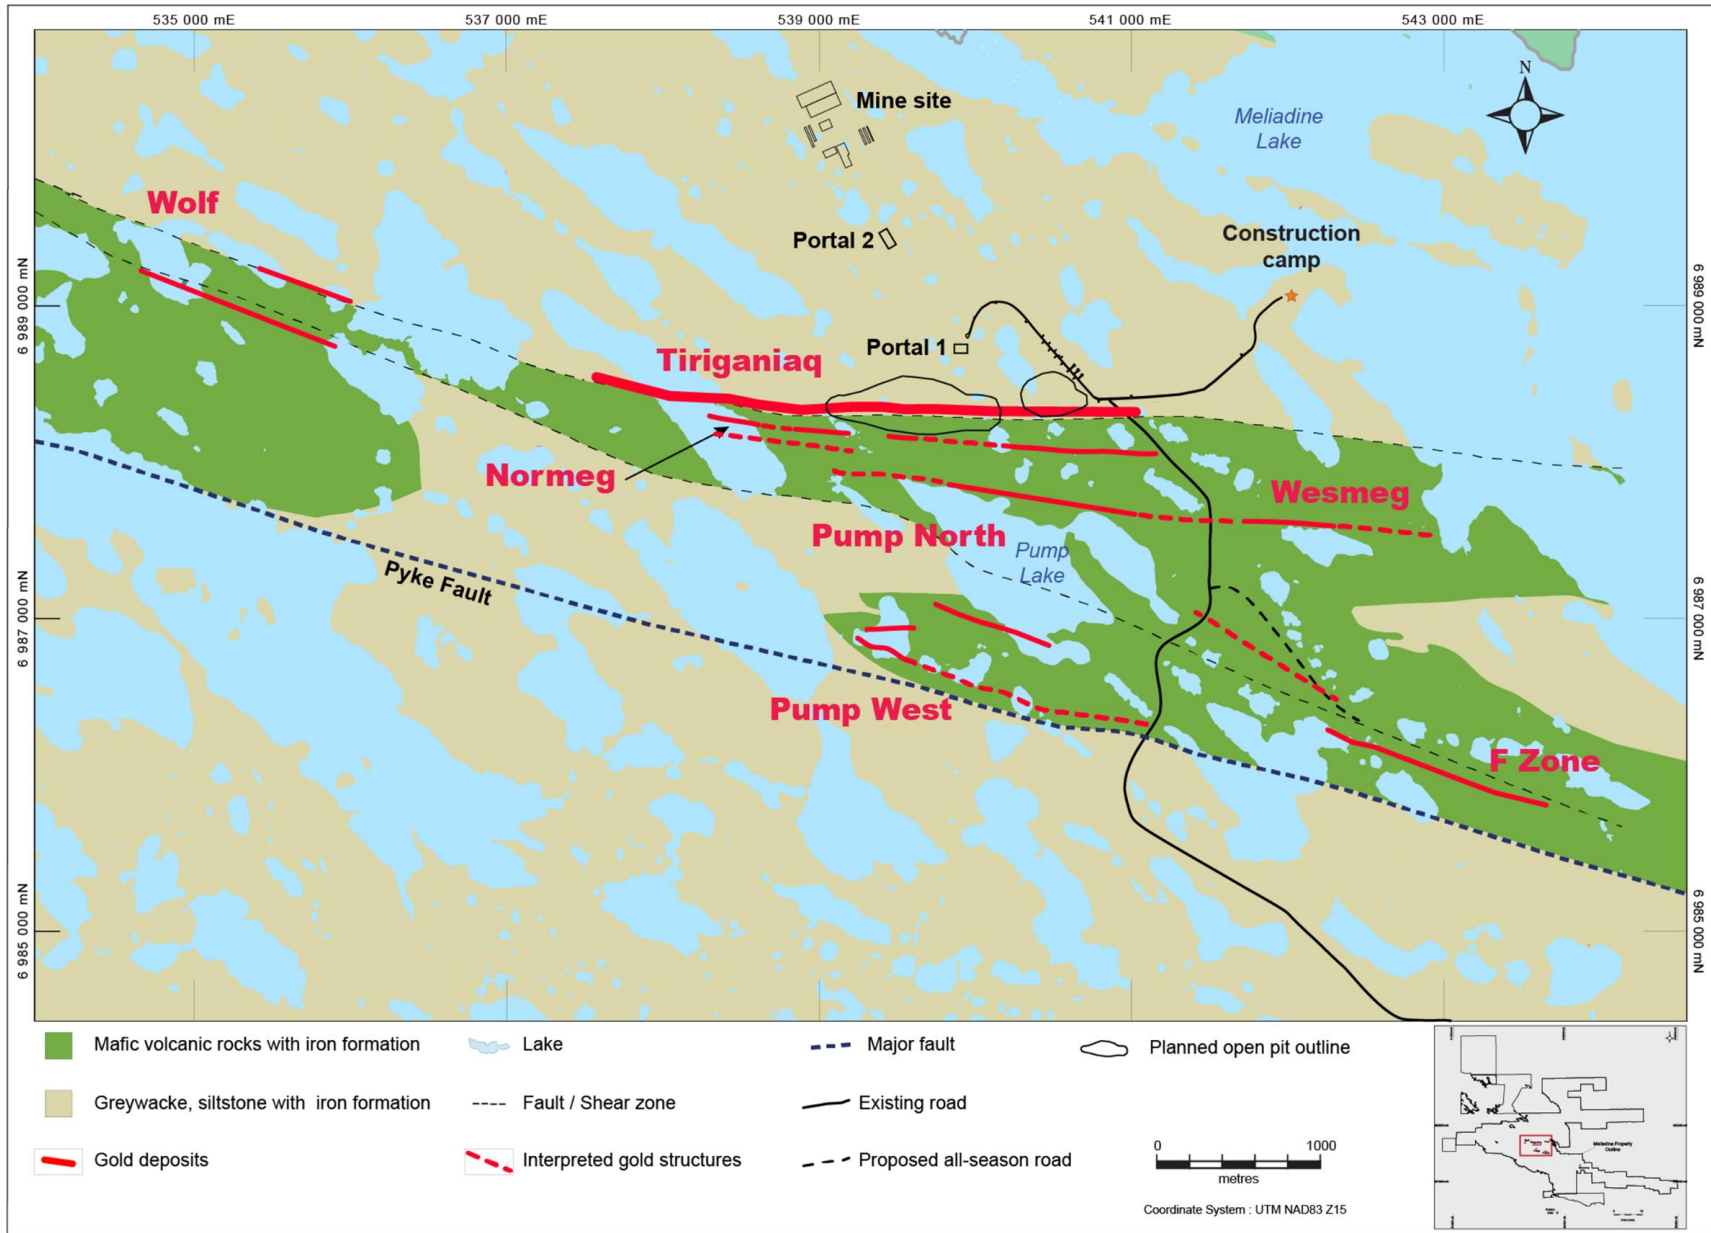 535 000 mE
537 000 mE
539 000 mE
541 000 mE
543 000 mE
N
Mine site
Meliadine
Lake
Wolf
Portal 2
Construction
camp
6 989 000 mN
6 989 000 mN
Portal 1
Tiriganiaq
Normeg
Wesmeg
Pump North
Pump
Lake
Pyke Fault
6 987 000 mN
6 987 000 mN
Pump West
F Zone
6 985 000 mN
6 985 000 mN
Mafic volcanic rocks with iron formation
Lake
Major fault
Planned open pit outline
Greywacke, siltstone with  iron formation
Fault / Shear zone
Existing road
Gold deposits
Interpreted gold structures
Proposed all-season road
0
1000
metres
Coordinate System : UTM NAD83 Z15
Meliadine Property
Outline